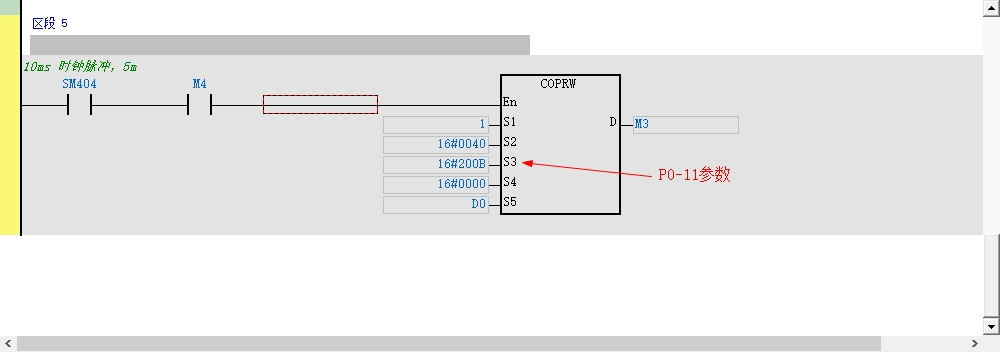 区段 5
10ms 时钟脉冲, 5m
SM404 M4 COPRW
En
1 S1 D M3
16#0040 S2
16#200B S3 P0-11参数
16#0000 S4
D0 S5